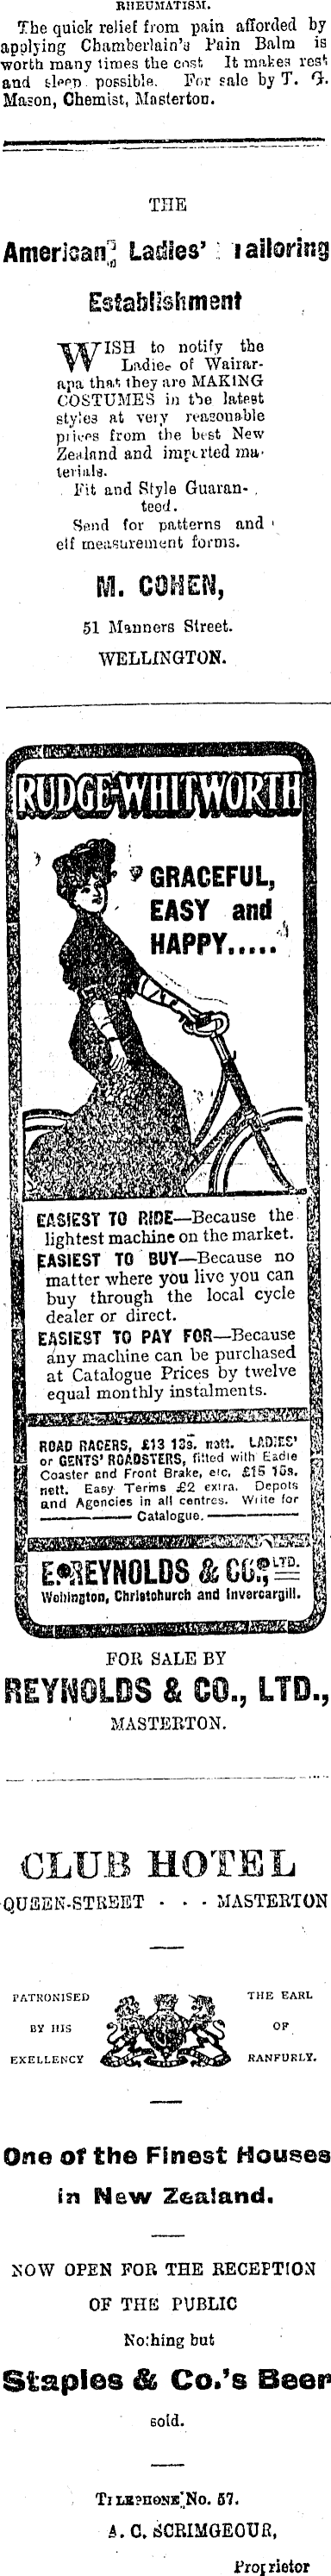 RHEUMATISM.
The quick relief from pain afforded by
applying Chamberlain's Pain Balm is
worth many times the cost. It makes rest
and sleep possible. For sale by T. G.
Mason, Chemist, Masterton.
THE
American Ladies' Tailoring
Establishment
WISH to notify the
Ladies of Wairar-
apa that they are MAKING
COSTUMES in the latest
styles at very reasonable
prices from the best New
Zealand and imported ma-
terials.
Fit and Style Guaran-
teed.
Send for patterns and
elf measurement forms.
M. COHEN,
51 Manners Street.
WELLINGTON.
RUDGE-WHITWORTH
GRACEFUL,
EASY and
HAPPY.....
EASIEST TO RIDE—Because the
lightest machine on the market.
EASIEST TO BUY—Because no
matter where you live you can
buy through the local cycle
dealer or direct.
EASIEST TO PAY FOR—Because
any machine can be purchased
at Catalogue Prices by twelve
equal monthly instalments.
ROAD RACERS, £13 13s. nett. LADIES'
or GENTS' ROADSTERS, fitted with Eadie
Coaster and Front Brake, etc, £15 15s.
nett. Easy Terms £2 extra. Depots
and Agencies in all centres. Write for
Catalogue.
E. REYNOLDS & CO., LTD.
Wellington, Christchurch and Invercargill.
FOR SALE BY
REYNOLDS & CO., LTD.,
MASTERTON.
CLUB HOTEL
QUEEN-STREET - - - MASTERTON
PATRONISED THE EARL
BY HIS OF
EXELLENCY RANFURLY.
One of the Finest Houses
in New Zealand.
NOW OPEN FOR THE RECEPTION
OF THE PUBLIC
Nothing but
Staples & Co.'s Beer
sold.
TELEPHONE No. 57.
A. C. SCRIMGEOUR,
Proprietor